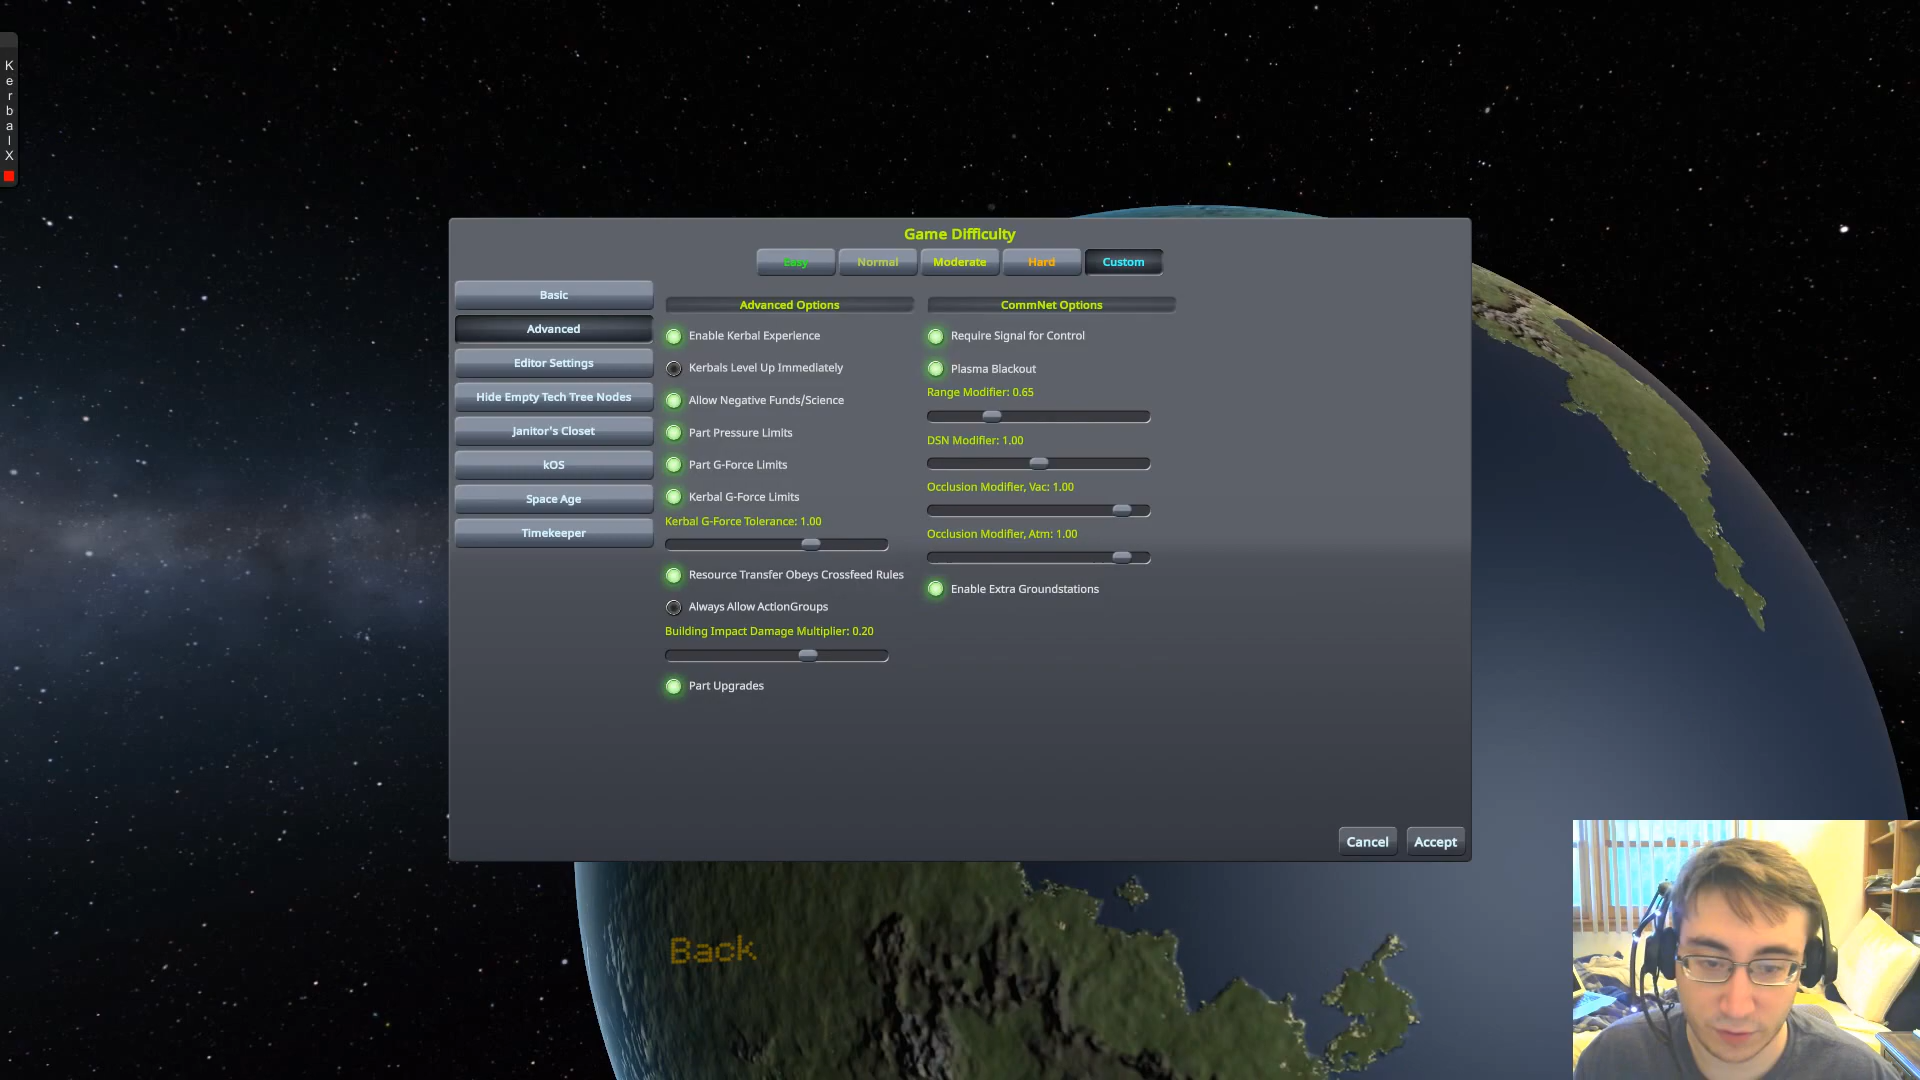 KerbalX
Game Difficulty
Easy
Normal
Moderate
Hard
Custom
Basic
Advanced
Editor Settings
Hide Empty Tech Tree Nodes
Janitor's Closet
kOS
Space Age
Timekeeper
Advanced Options
Enable Kerbal Experience
Kerbals Level Up Immediately
Allow Negative Funds/Science
Part Pressure Limits
Part G-Force Limits
Kerbal G-Force Limits
Kerbal G-Force Tolerance: 1.00
Resource Transfer Obeys Crossfeed Rules
Always Allow ActionGroups
Building Impact Damage Multiplier: 0.20
Part Upgrades
CommNet Options
Require Signal for Control
Plasma Blackout
Range Modifier: 0.65
DSN Modifier: 1.00
Occlusion Modifier, Vac: 1.00
Occlusion Modifier, Atm: 1.00
Enable Extra Groundstations
Cancel
Accept
Back